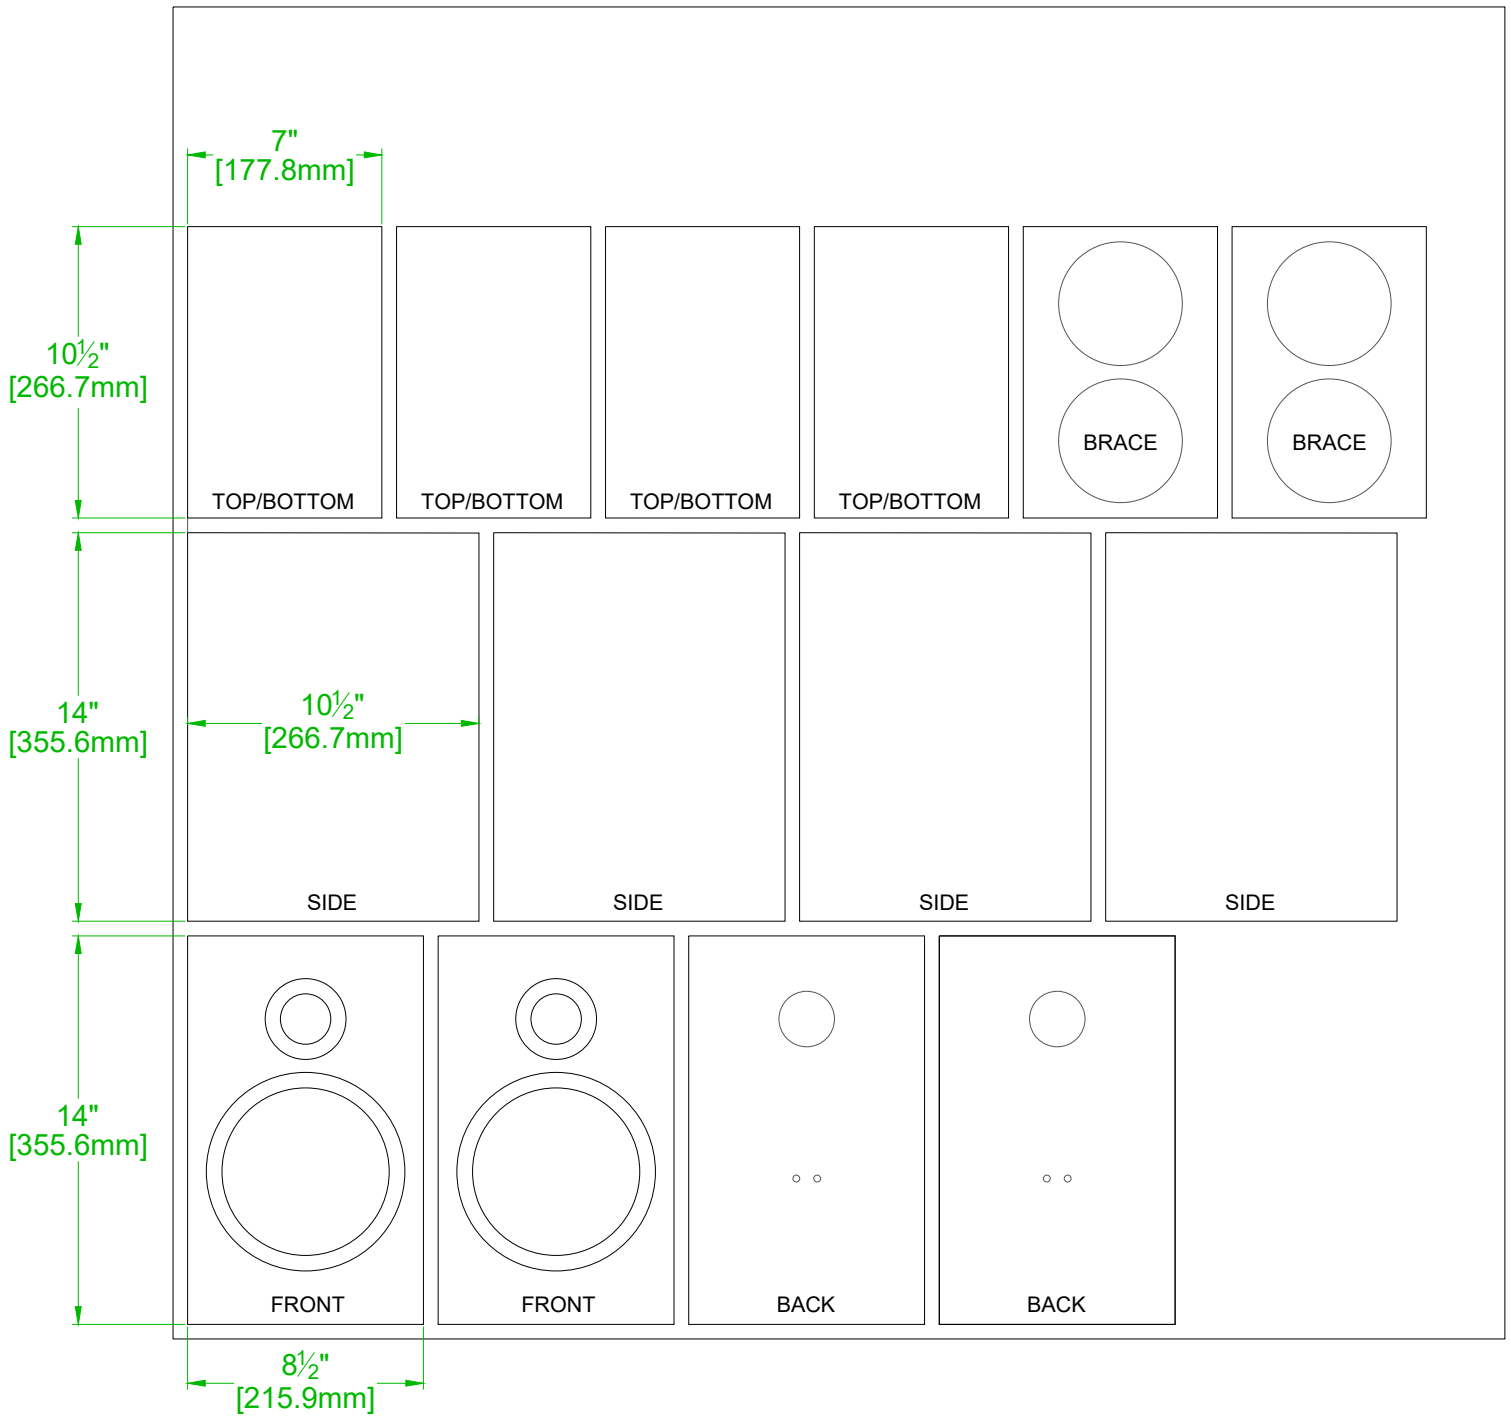 7"
[177.8mm]
10½"
[266.7mm]
TOP/BOTTOM
TOP/BOTTOM
TOP/BOTTOM
TOP/BOTTOM
BRACE
BRACE
14"
[355.6mm]
10½"
[266.7mm]
SIDE
SIDE
SIDE
SIDE
14"
[355.6mm]
FRONT
FRONT
BACK
BACK
8½"
[215.9mm]